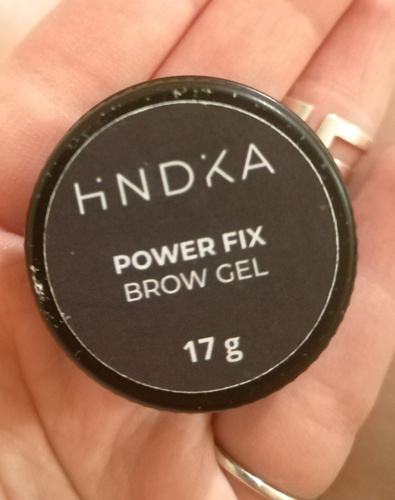 HNDKA
POWER FIX
BROW GEL
17 g